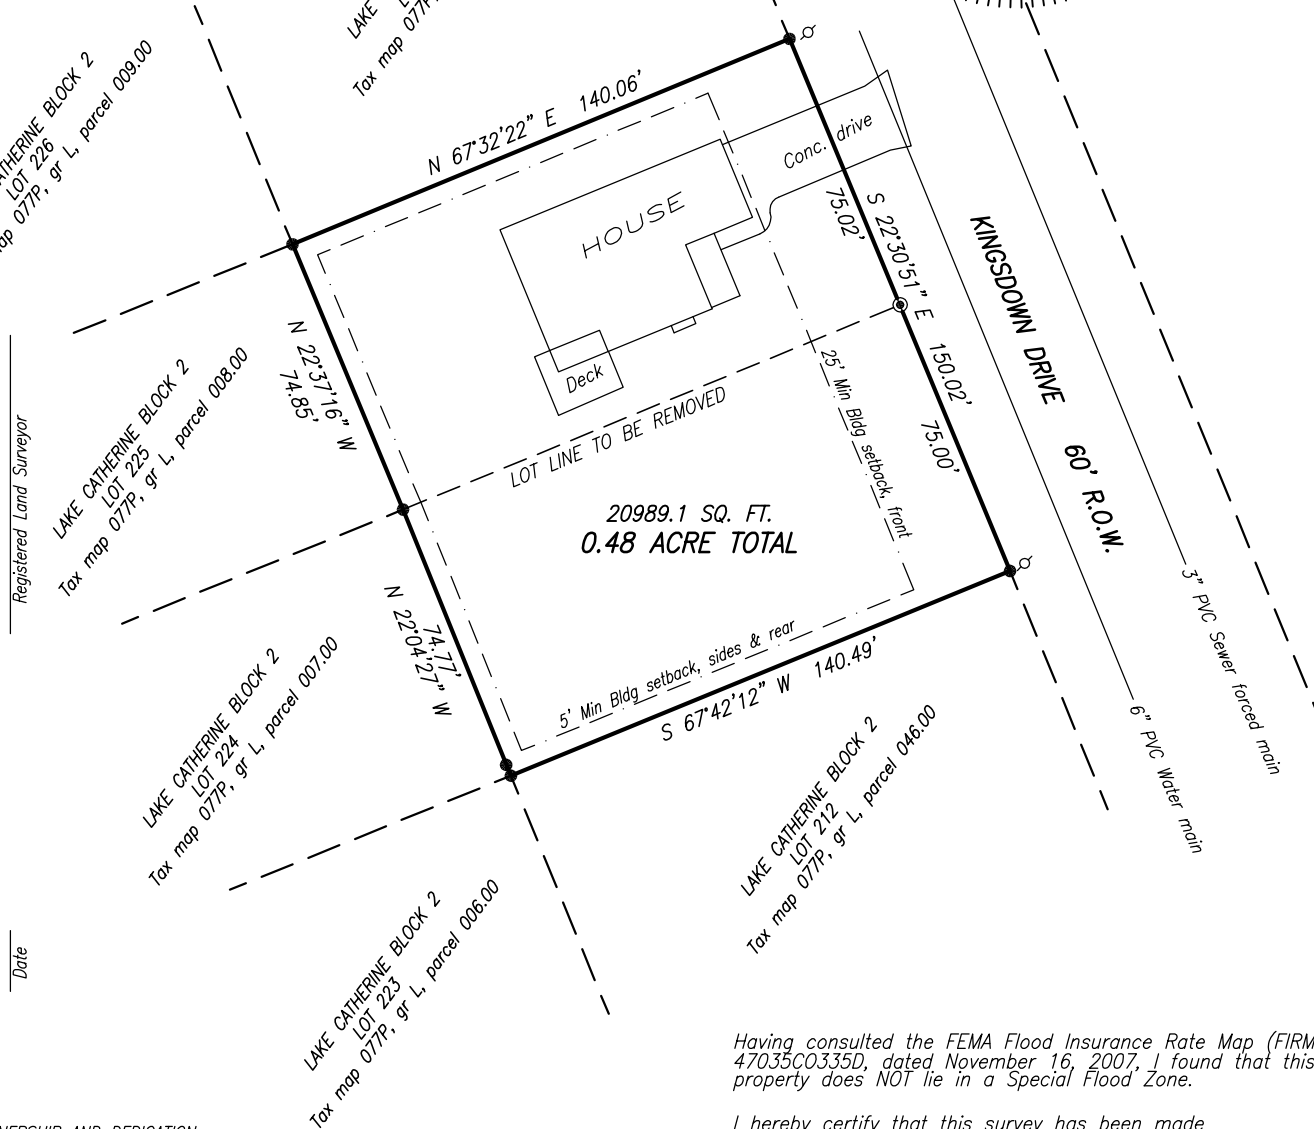 LAKE
Tax map 077P
ATHERINE BLOCK 2
LOT 226
ap 077P, gr L, parcel 009.00
N 67°32'22" E 140.06'
Conc. drive
HOUSE
75.02'
S 22°30'51" E
150.02'
75.00'
KINGSDOWN DRIVE 60' R.O.W.
N 22°37'16" W
74.85'
Deck
LOT LINE TO BE REMOVED
25' Min Bldg setback, front
LAKE CATHERINE BLOCK 2
LOT 225
Tax map 077P, gr L, parcel 008.00
Registered Land Surveyor
20989.1 SQ. FT.
0.48 ACRE TOTAL
74.77'
N 22°04'27" W
5' Min Bldg setback, sides & rear
S 67°42'12" W 140.49'
3" PVC Sewer forced main
6" PVC Water main
LAKE CATHERINE BLOCK 2
LOT 224
Tax map 077P, gr L, parcel 007.00
LAKE CATHERINE BLOCK 2
LOT 212
Tax map 077P, gr L, parcel 046.00
Date
LAKE CATHERINE BLOCK 2
LOT 223
Tax map 077P, gr L, parcel 006.00
Having consulted the FEMA Flood Insurance Rate Map (FIRM
47035C0335D, dated November 16, 2007, I found that this
property does NOT lie in a Special Flood Zone.
I hereby certify that this survey has been made
NERSHIP AND DEDICATION